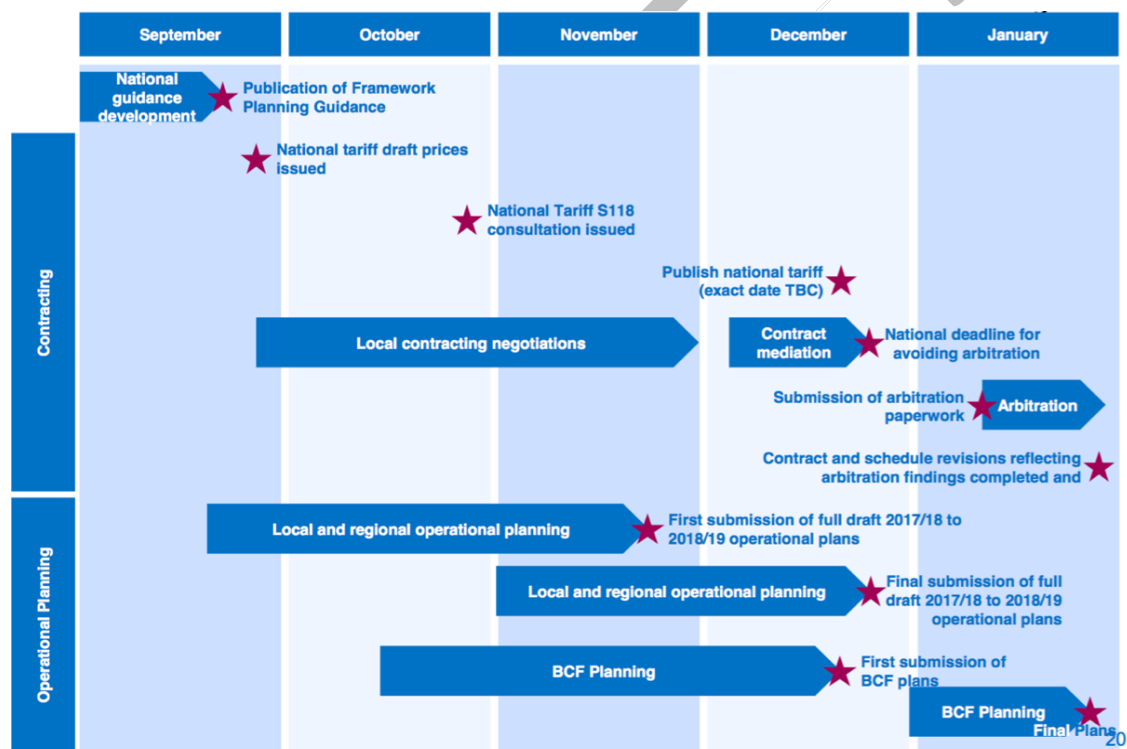 September
October
November
December
January
National
guidance
development
Publication of Framework
Planning Guidance
Contracting
National tariff draft prices
issued
National Tariff S118
consultation issued
Publish national tariff
(exact date TBC)
Local contracting negotiations
Contract
mediation
National deadline for
avoiding arbitration
Submission of arbitration
paperwork
Arbitration
Contract and schedule revisions reflecting
arbitration findings completed and
Operational Planning
Local and regional operational planning
First submission of full draft 2017/18 to
2018/19 operational plans
Local and regional operational planning
Final submission of full
draft 2017/18 to 2018/19
operational plans
BCF Planning
First submission of
BCF plans
BCF Planning
Final Plans
20